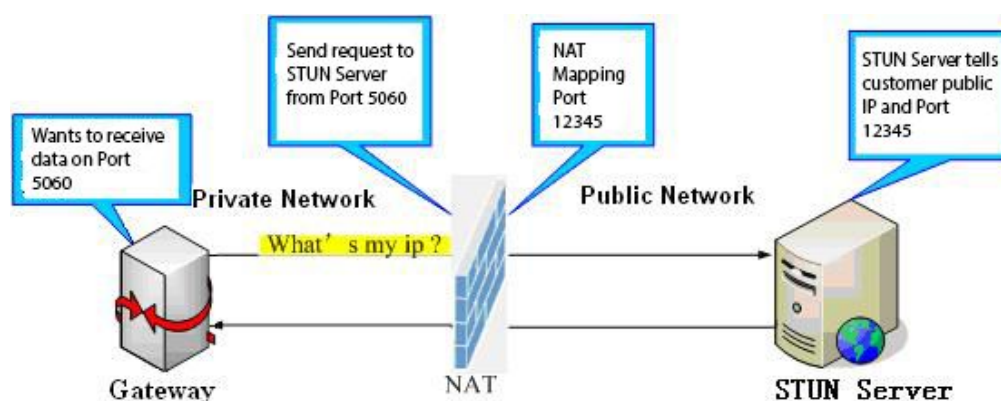 Send request to
STUN Server
from Port 5060
NAT
Mapping
Port
12345
STUN Server tells
customer public
IP and Port
12345
Wants to receive
data on Port
5060
Private Network
Public Network
What's my ip ?
Gateway
NAT
STUN Server